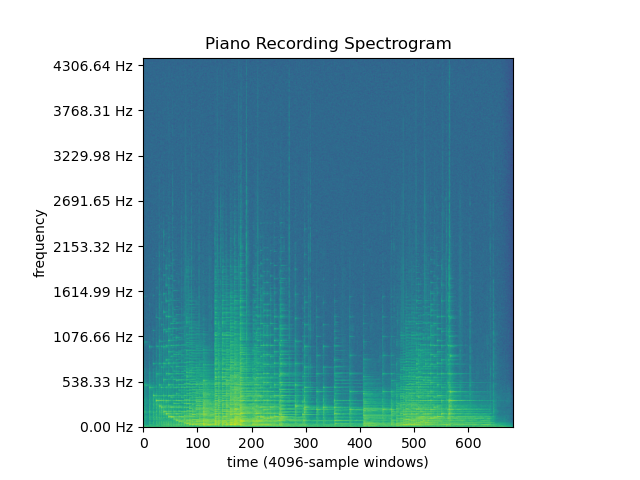 Piano Recording Spectrogram
4306.64 Hz
3768.31 Hz
3229.98 Hz
2691.65 Hz
2153.32 Hz
1614.99 Hz
1076.66 Hz
538.33 Hz
0.00 Hz
frequency
0 100 200 300 400 500 600
time (4096-sample windows)